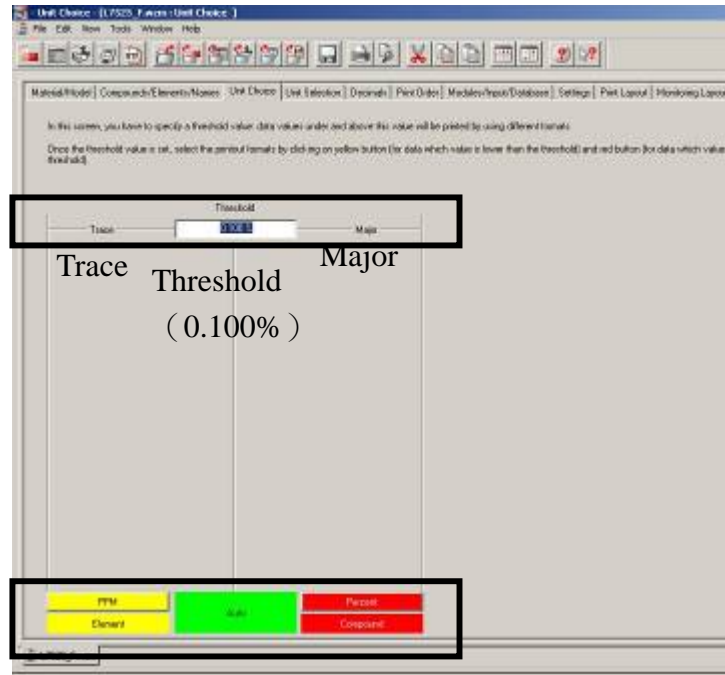 Unit Choice - [L7525_F.wcm : Unit Choice ]
File Edit View Tools Window Help
Material/Model Compounds/Elements/Names Unit Choice Unit Selection Decimals Print Order Modules/Input/Database Settings Print Layout Monitoring Layout
In this screen, you have to specify a threshold value: data values under and above this value will be printed by using different formats
Once the threshold value is set, select the printout formats by clicking on yellow button (for data which value is lower than the threshold) and red button (for data which value
threshold)
Threshold
Trace 0.100 % Major
Trace Threshold Major
（0.100%）
PPM Auto Percent
Element Compound